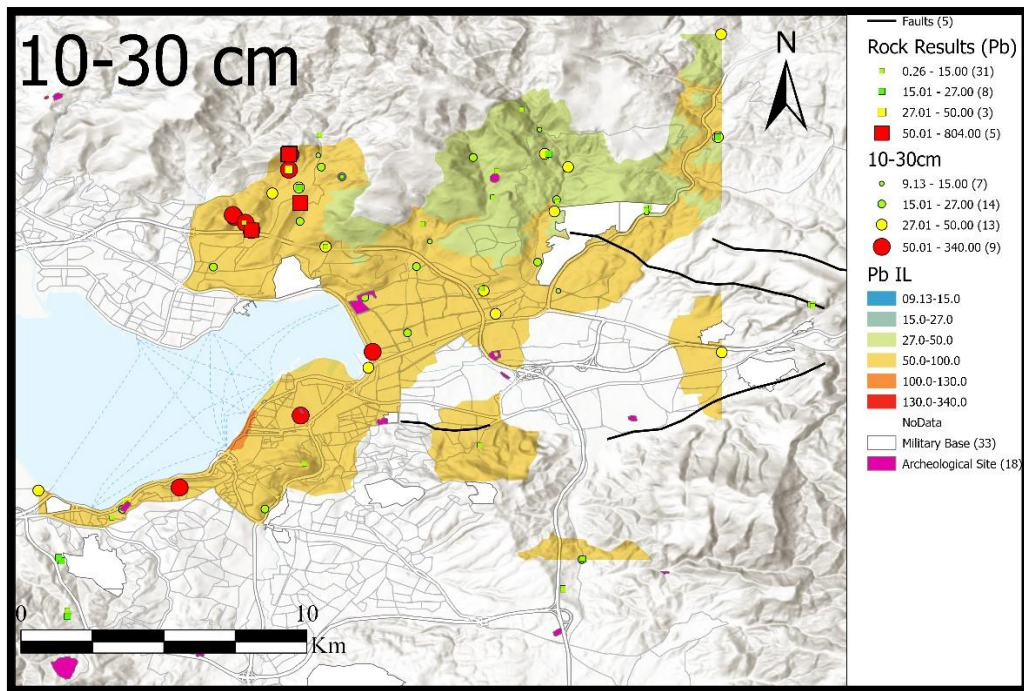 10-30 cm
N
0
10
Km
Faults (5)
Rock Results (Pb)
0.26 - 15.00 (31)
15.01 - 27.00 (8)
27.01 - 50.00 (3)
50.01 - 804.00 (5)
10-30cm
9.13 - 15.00 (7)
15.01 - 27.00 (14)
27.01 - 50.00 (13)
50.01 - 340.00 (9)
Pb IL
09.13-15.0
15.0-27.0
27.0-50.0
50.0-100.0
100.0-130.0
130.0-340.0
NoData
Military Base (33)
Archeological Site (18)